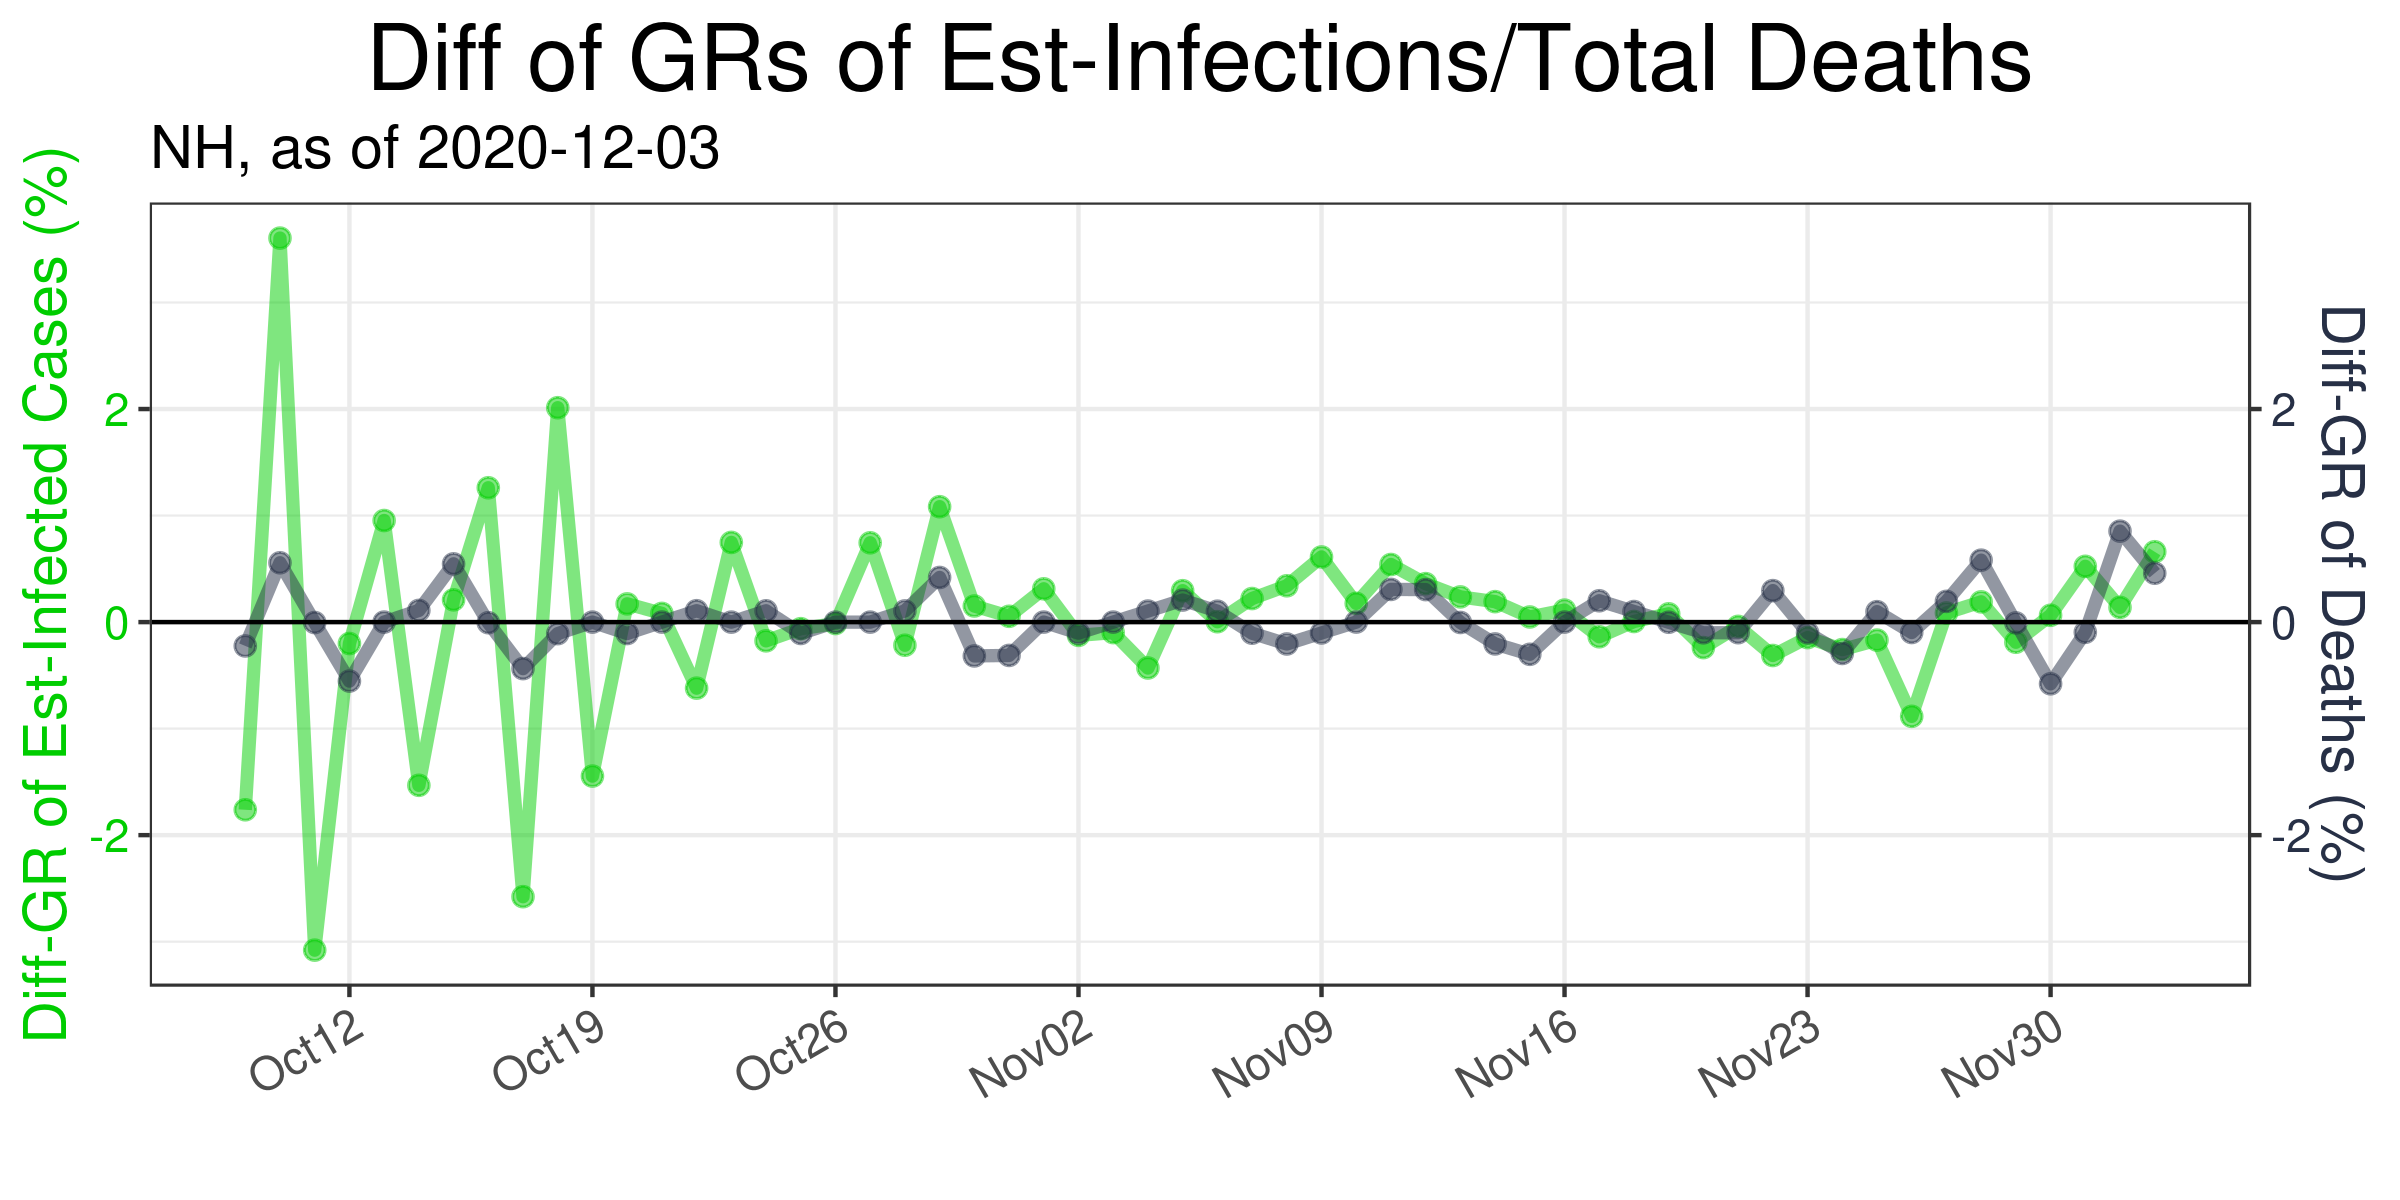 Diff of GRs of Est-Infections/Total Deaths
NH, as of 2020-12-03
Diff-GR of Est-Infected Cases (%)
2
0
-2
2
0
-2
Diff-GR of Deaths (%)
Oct12
Oct19
Oct26
Nov02
Nov09
Nov16
Nov23
Nov30